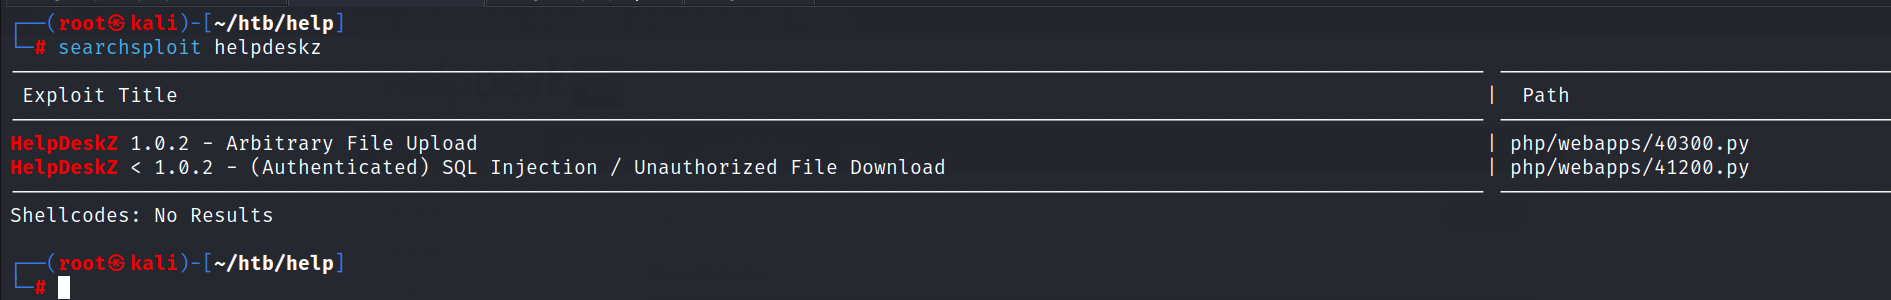 ┌──(root㉿kali)-[~/htb/help]
└─# searchsploit helpdeskz
Exploit Title | Path
HelpDeskZ 1.0.2 - Arbitrary File Upload | php/webapps/40300.py
HelpDeskZ < 1.0.2 - (Authenticated) SQL Injection / Unauthorized File Download | php/webapps/41200.py
Shellcodes: No Results
┌──(root㉿kali)-[~/htb/help]
└─#